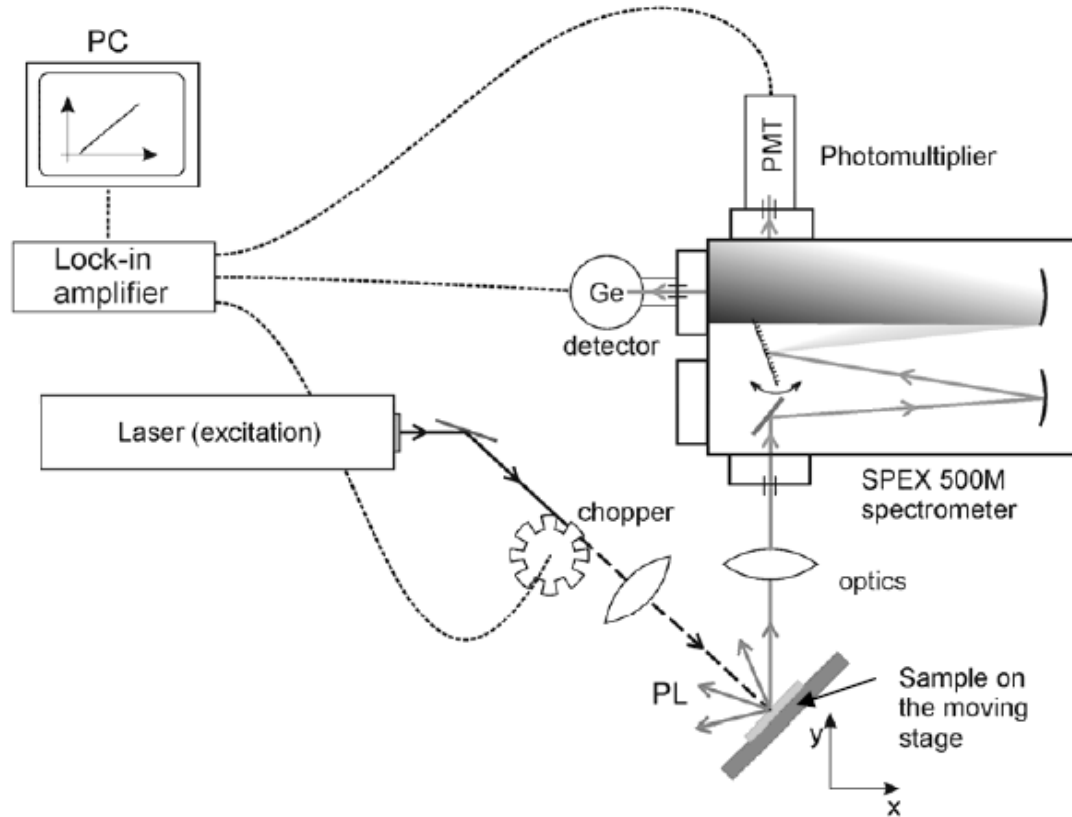 PC
PMT
Photomultiplier
Lock-in
amplifier
Ge
detector
Laser (excitation)
chopper
SPEX 500M
spectrometer
optics
PL
Sample on
the moving
stage
y
x